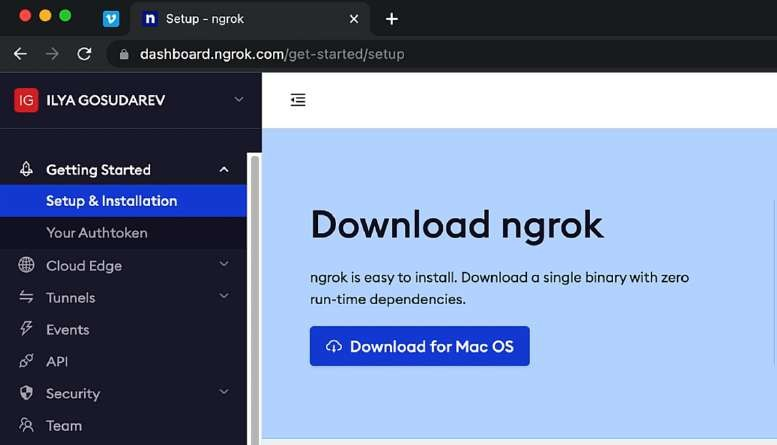 Setup - ngrok
dashboard.ngrok.com/get-started/setup
IG ILYA GOSUDAREV
Getting Started
Setup & Installation
Your Authtoken
Cloud Edge
Tunnels
Events
API
Security
Team
Download ngrok
ngrok is easy to install. Download a single binary with zero
run-time dependencies.
Download for Mac OS